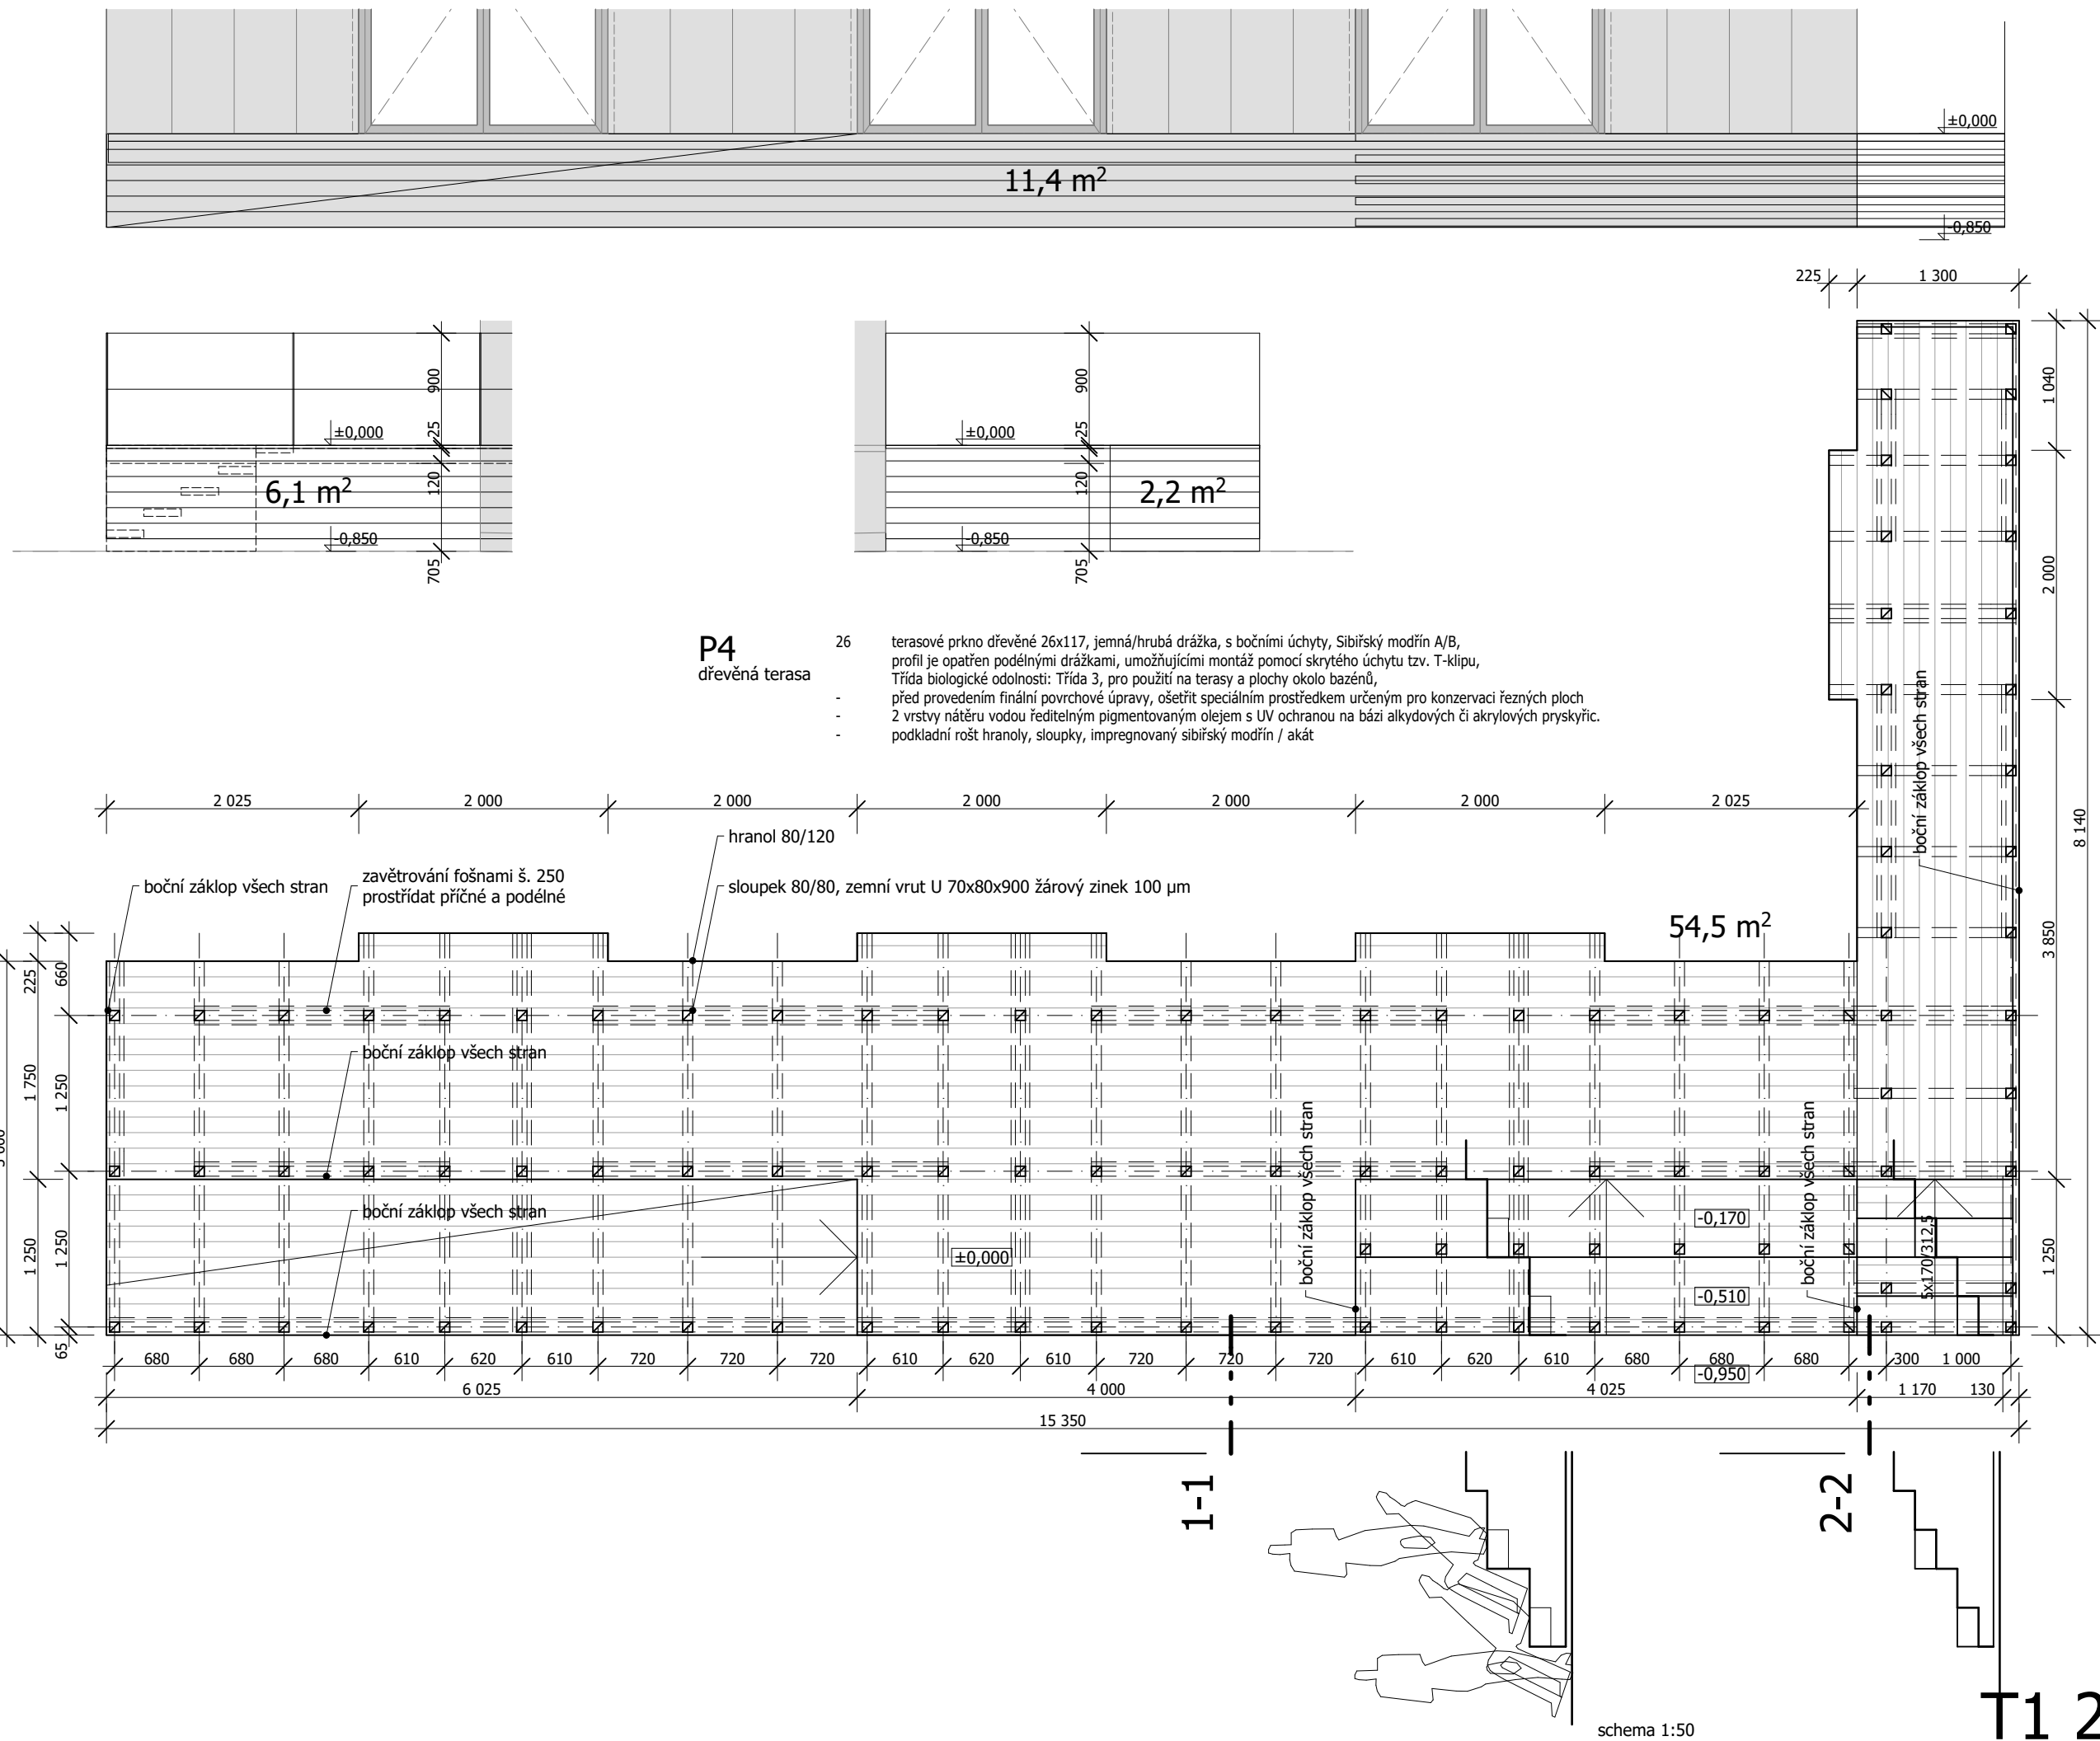 ±0,000
11,4 m²
-0,850
225
1 300
900
25
±0,000
120
6,1 m²
-0,850
705
900
25
±0,000
120
2,2 m²
-0,850
705
1 040
2 000
3 850
8 140
1 250
boční záklop všech stran
P4
dřevěná terasa
26 terasové prkno dřevěné 26x117, jemná/hrubá drážka, s bočními úchyty, Sibiřský modřín A/B,
profil je opatřen podélnými drážkami, umožňujícími montáž pomocí skrytého úchytu tzv. T-klipu,
Třída biologické odolnosti: Třída 3, pro použití na terasy a plochy okolo bazénů,
- před provedením finální povrchové úpravy, ošetřit speciálním prostředkem určeným pro konzervaci řezných ploch
- 2 vrstvy nátěru vodou ředitelným pigmentovaným olejem s UV ochranou na bázi alkydových či akrylových pryskyřic.
- podkladní rošt hranoly, sloupky, impregnovaný sibiřský modřín / akát
2 025 2 000 2 000 2 000 2 000 2 000 2 025
hranol 80/120
boční záklop všech stran
zavětrování fošnami š. 250
prostřídat příčné a podélné
sloupek 80/80, zemní vrut U 70x80x900 žárový zinek 100 µm
54,5 m²
225
660
1 750
1 250
1 250
1 250
65
boční záklop všech stran
boční záklop všech stran
±0,000
boční záklop všech stran
-0,170
-0,510
boční záklop všech stran
5x170/312,5
680 680 680 610 620 610 720 720 720 610 620 610 720 720 720 610 620 610 680 680 680 300 1 000
-0,950
6 025 4 000 4 025 1 170 130
15 350
1-1
2-2
schema 1:50
T1 2